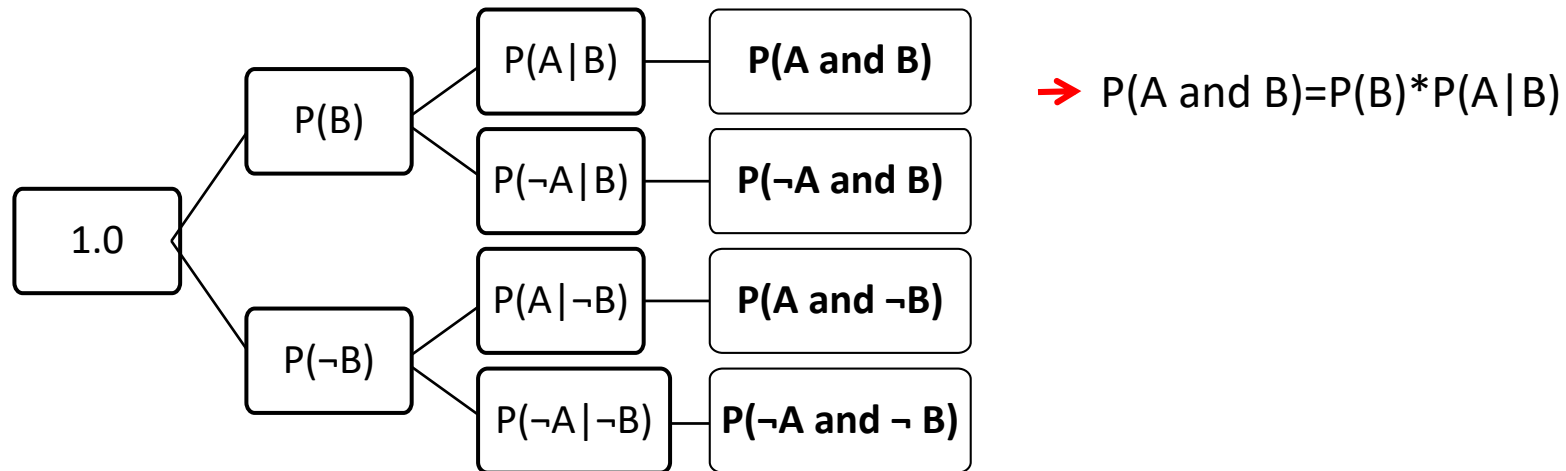 P(A|B)
P(A and B)
P(A and B)=P(B)*P(A|B)
P(B)
P(¬A|B)
P(¬A and B)
1.0
P(A|¬B)
P(A and ¬B)
P(¬B)
P(¬A|¬B)
P(¬A and ¬ B)